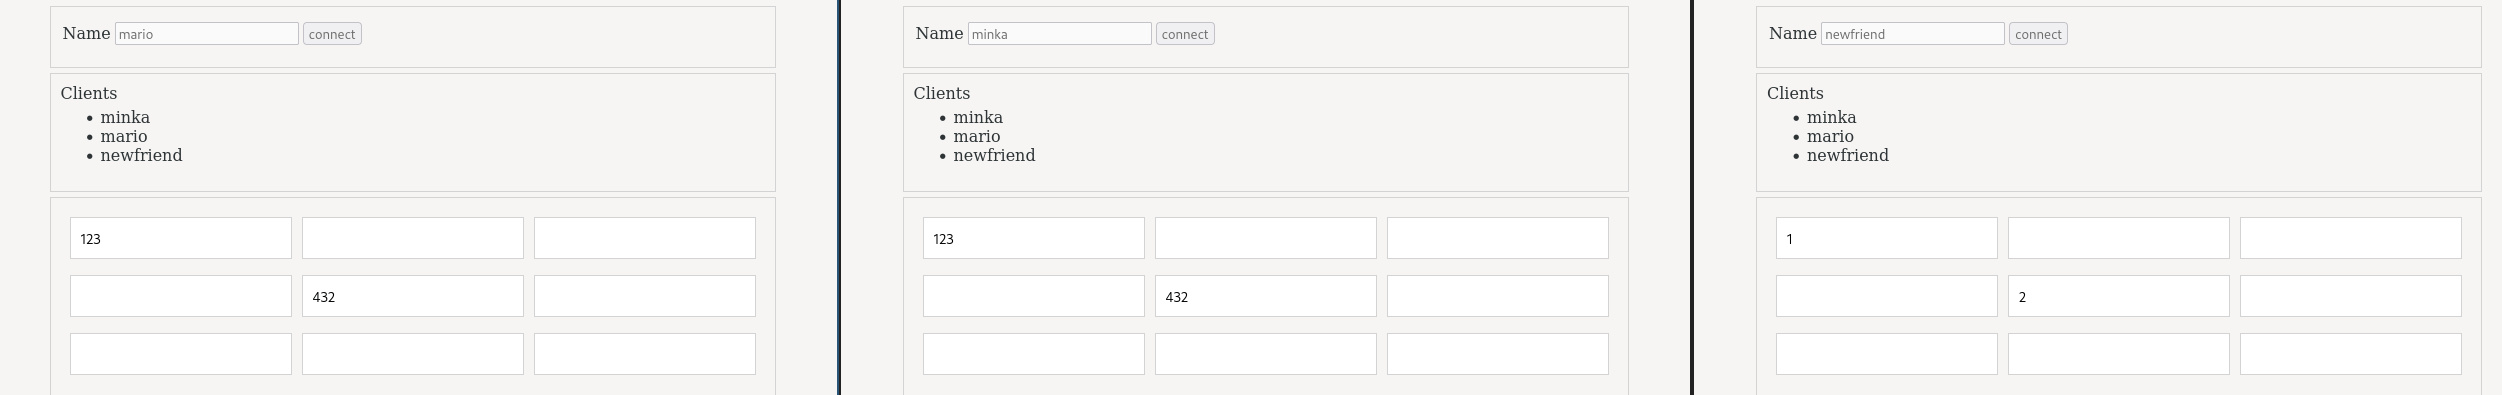 Name mario connect
Clients
minka
mario
newfriend
123
432
Name minka connect
Clients
minka
mario
newfriend
123
432
Name newfriend connect
Clients
minka
mario
newfriend
1
2